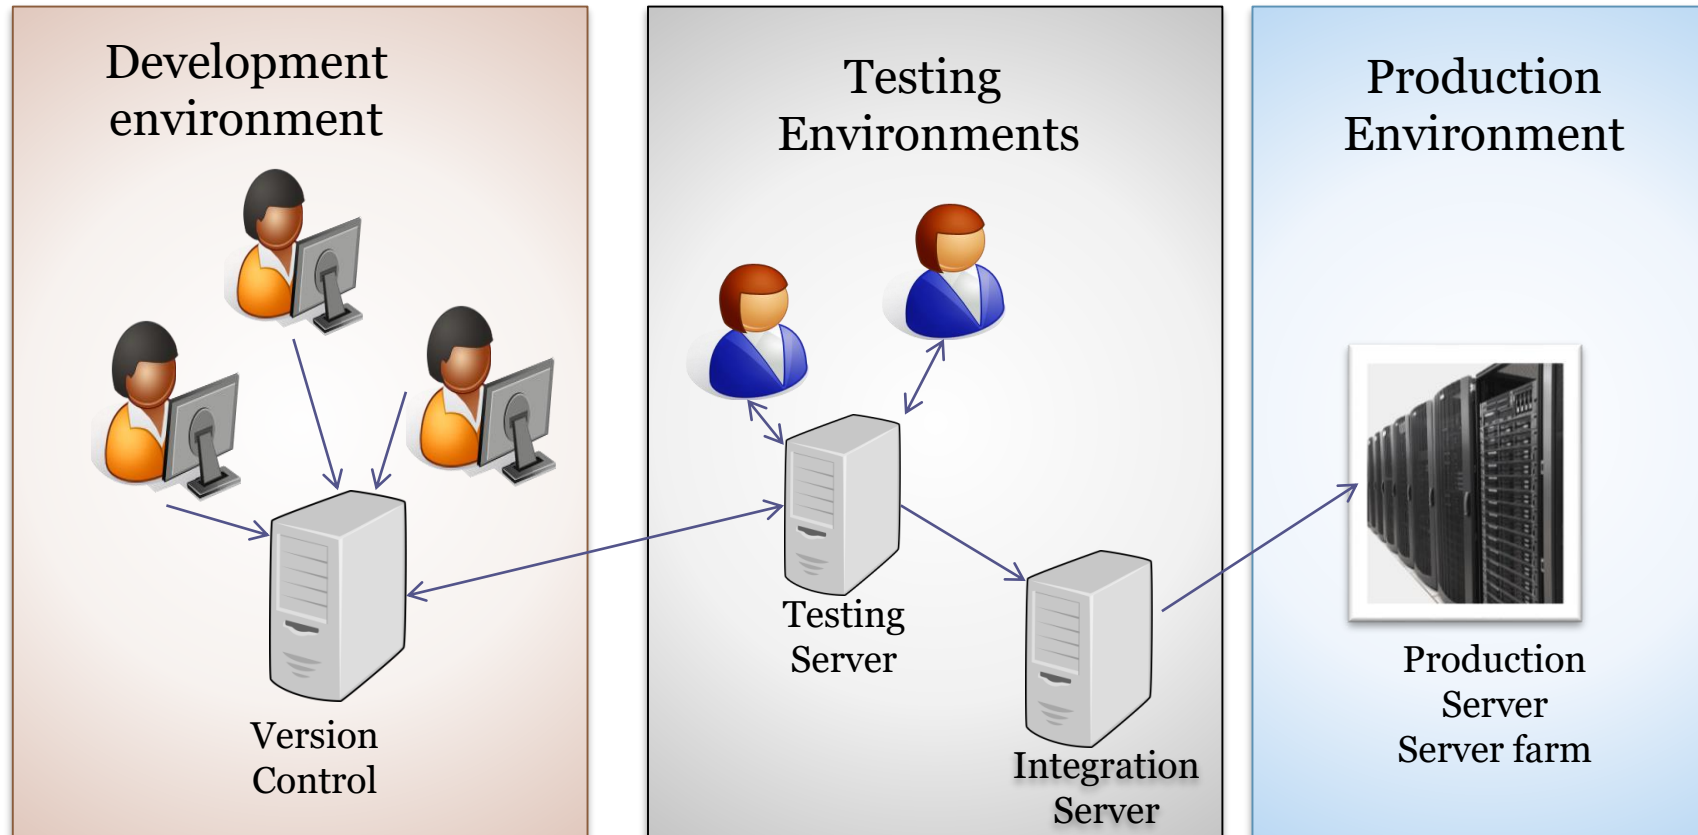 Development
environment
Version
Control
Testing
Environments
Testing
Server
Integration
Server
Production
Environment
Production
Server
Server farm